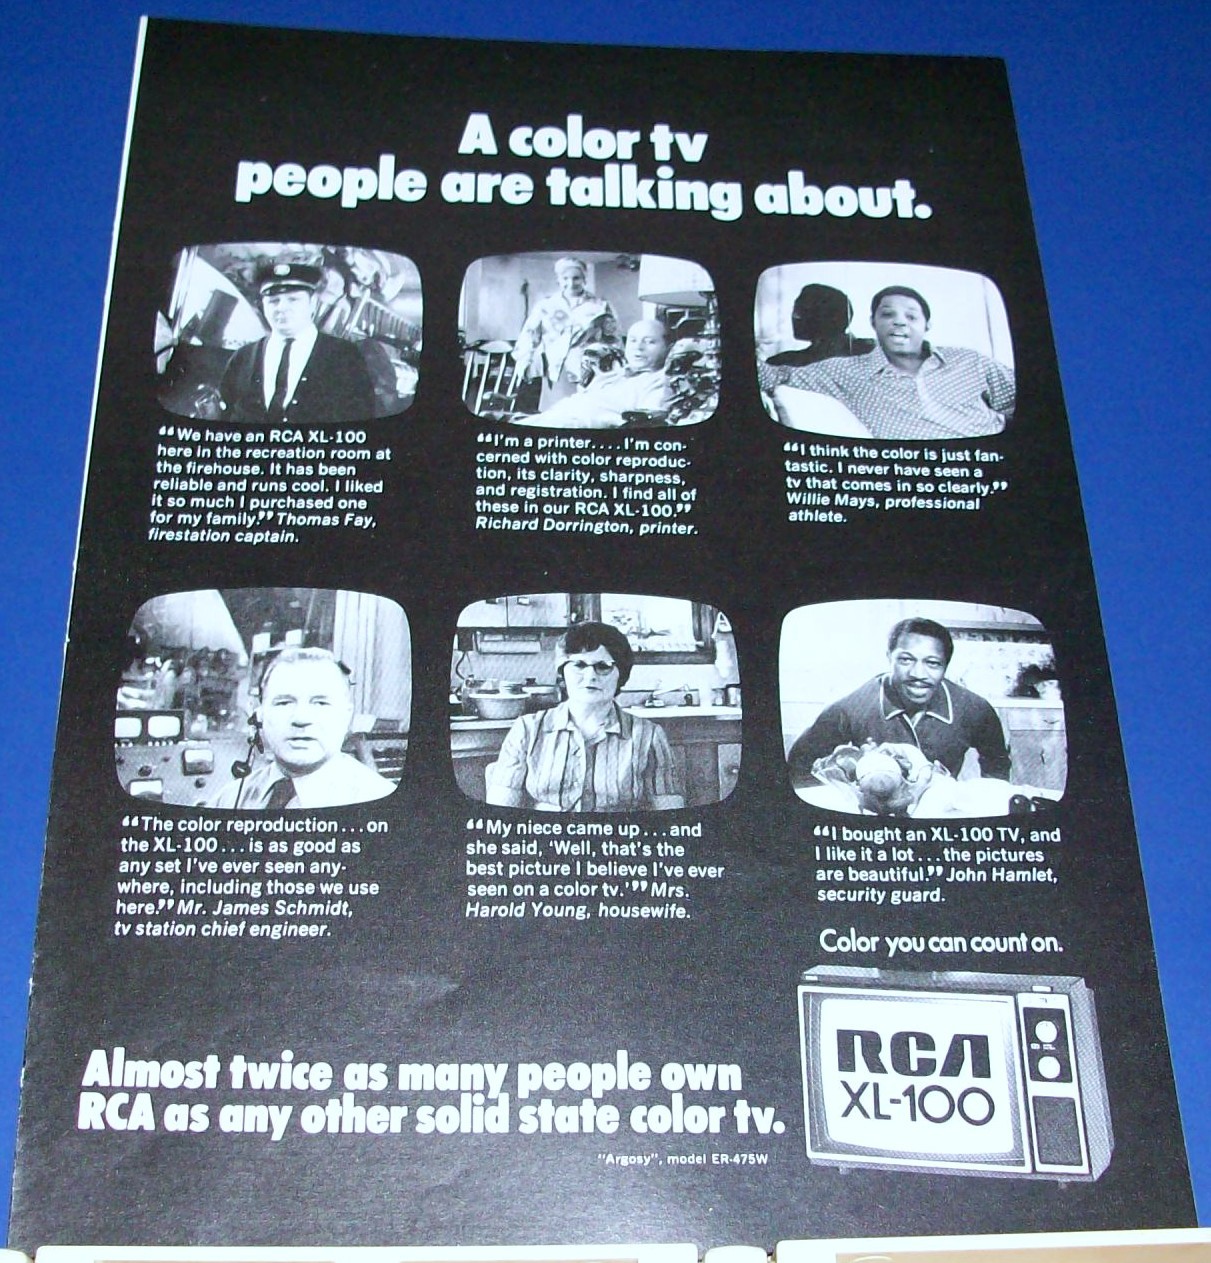 A color tv
people are talking about.
“We have an RCA XL-100
here in the recreation room at
the firehouse. It has been
reliable and runs cool. I liked
it so much I purchased one
for my family.” Thomas Fay,
firestation captain.
“I'm a printer.... I'm con-
cerned with color reproduc-
tion, its clarity, sharpness,
and registration. I find all of
these in our RCA XL-100.”
Richard Dorrington, printer.
“I think the color is just fan-
tastic. I never have seen a
tv that comes in so clearly.”
Willie Mays, professional
athlete.
“The color reproduction...on
the XL-100...is as good as
any set I've ever seen any-
where, including those we use
here.” Mr. James Schmidt,
tv station chief engineer.
“My niece came up...and
she said, ‘Well, that's the
best picture I believe I've ever
seen on a color tv.’” Mrs.
Harold Young, housewife.
“I bought an XL-100 TV, and
I like it a lot...the pictures
are beautiful.” John Hamlet,
security guard.
Color you can count on.
RCA
XL-100
Almost twice as many people own
RCA as any other solid state color tv.
"Argosy", model ER-475W